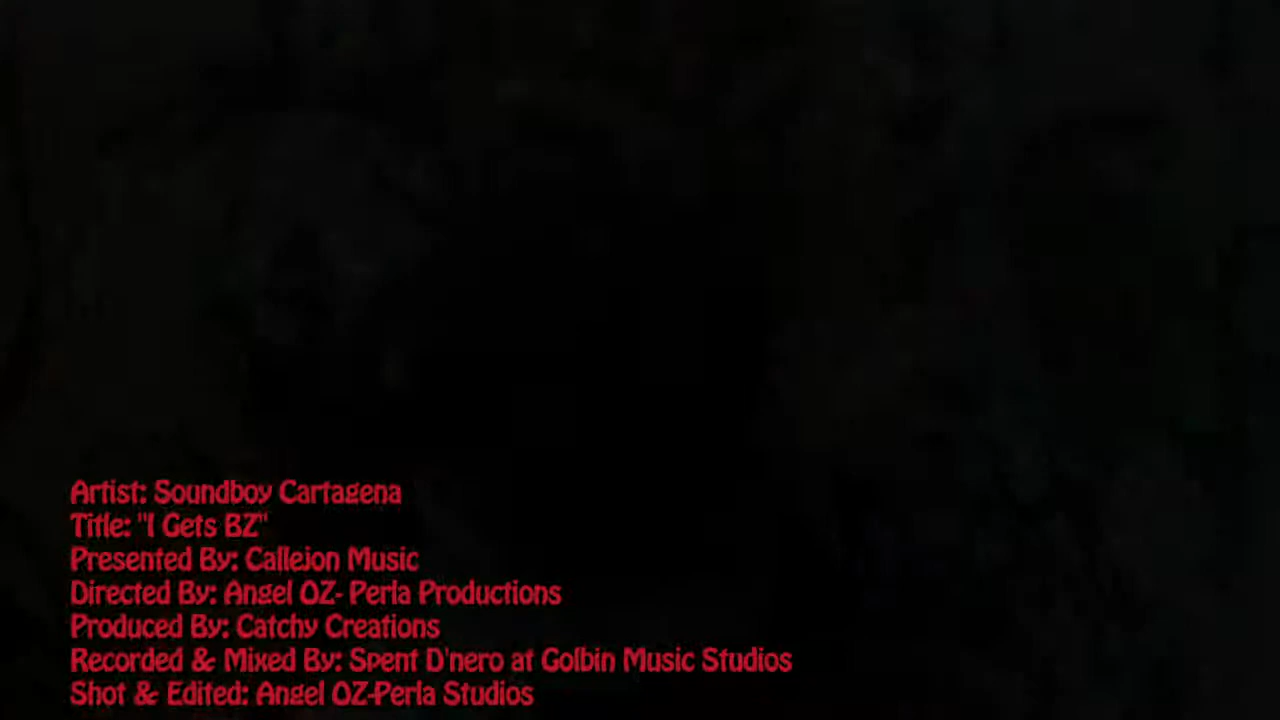 Artist: Soundboy Cartagena
Title: "I Gets BZ"
Presented By: Callejon Music
Directed By: Angel OZ- Perla Productions
Produced By: Catchy Creations
Recorded & Mixed By: Spent D'nero at Golbin Music Studios
Shot & Edited: Angel OZ-Perla Studios